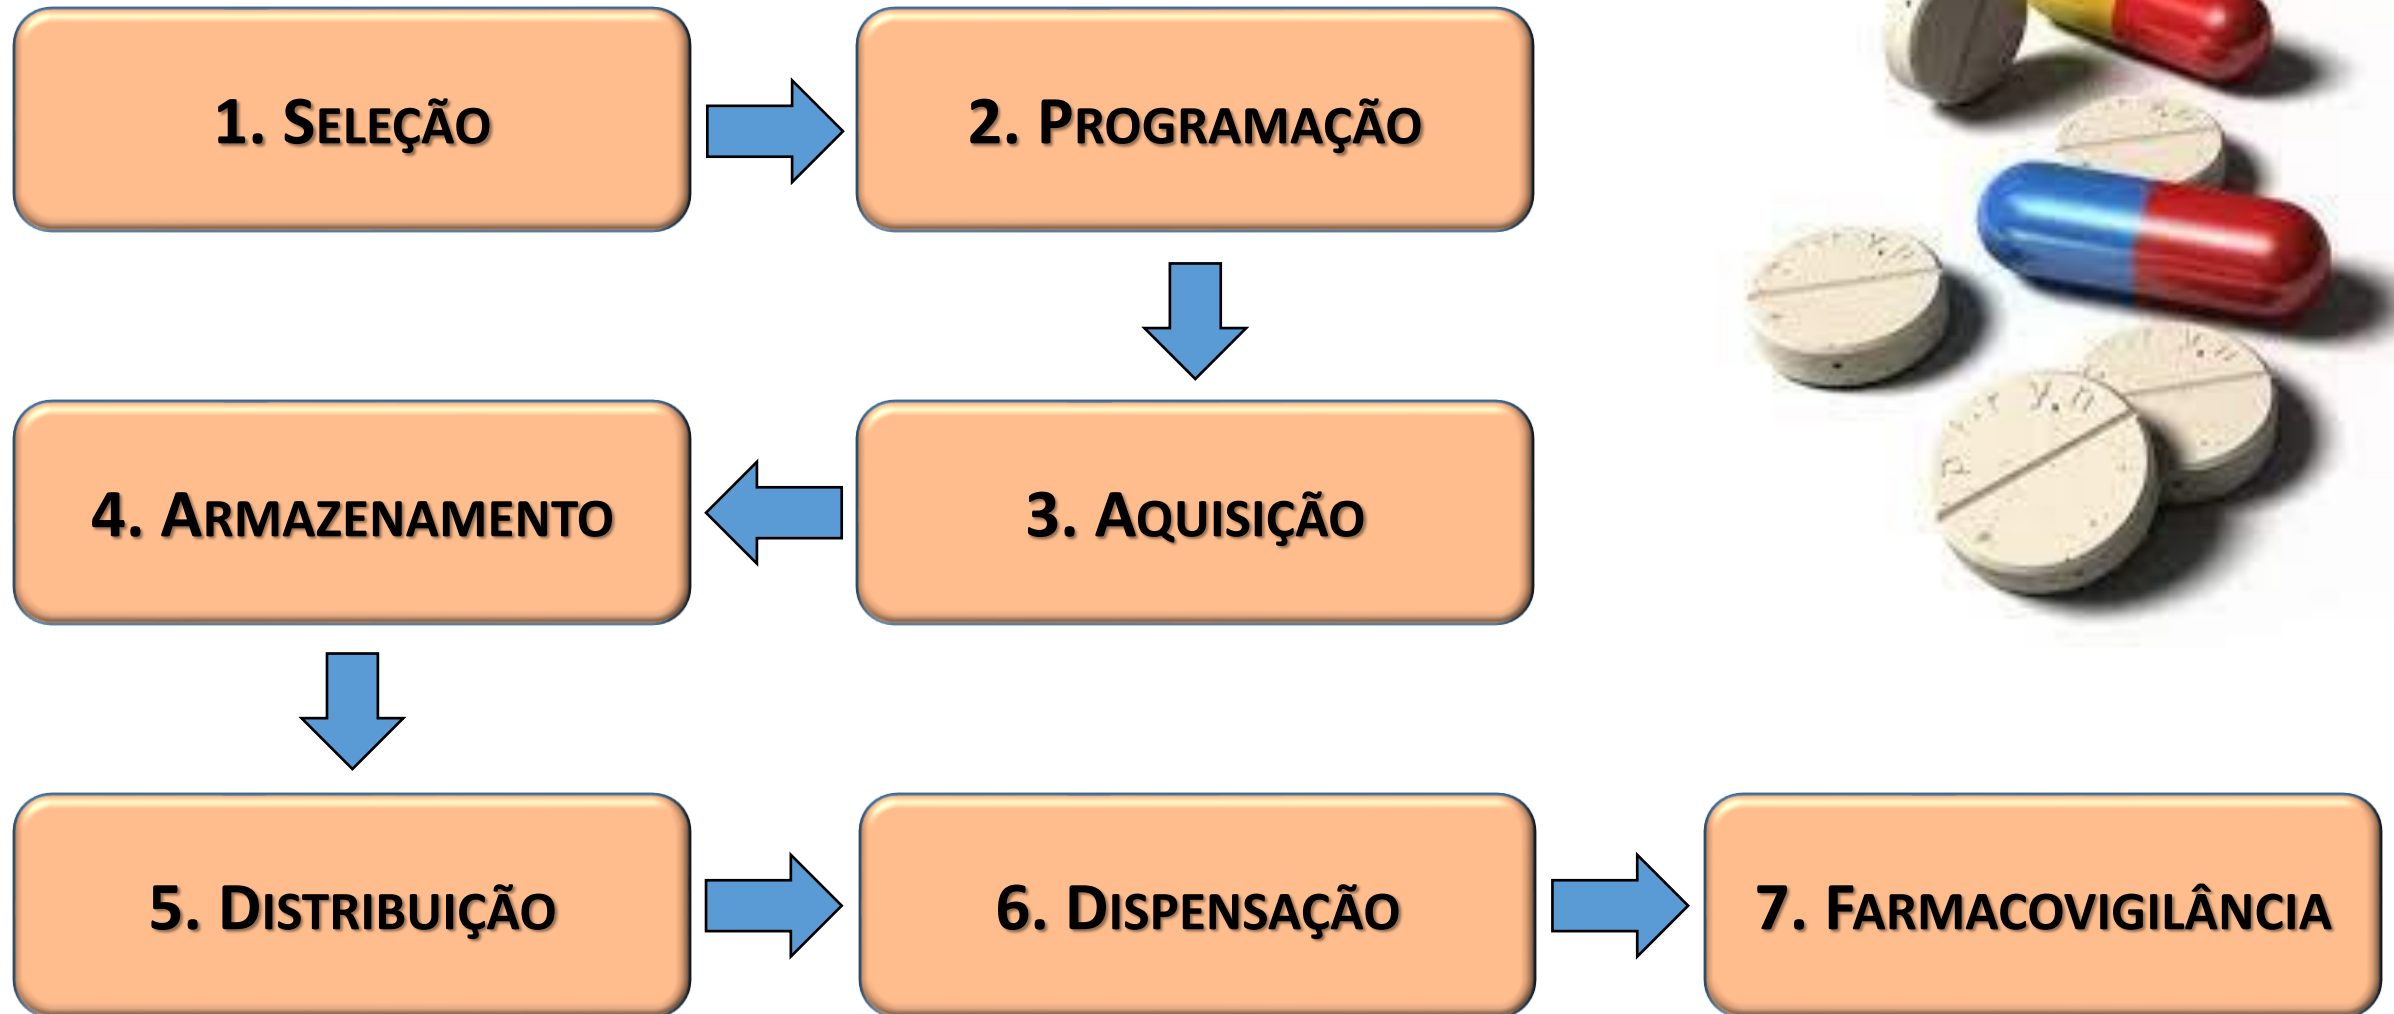 1. SELEÇÃO
2. PROGRAMAÇÃO
3. AQUISIÇÃO
4. ARMAZENAMENTO
5. DISTRIBUIÇÃO
6. DISPENSAÇÃO
7. FARMACOVIGILÂNCIA